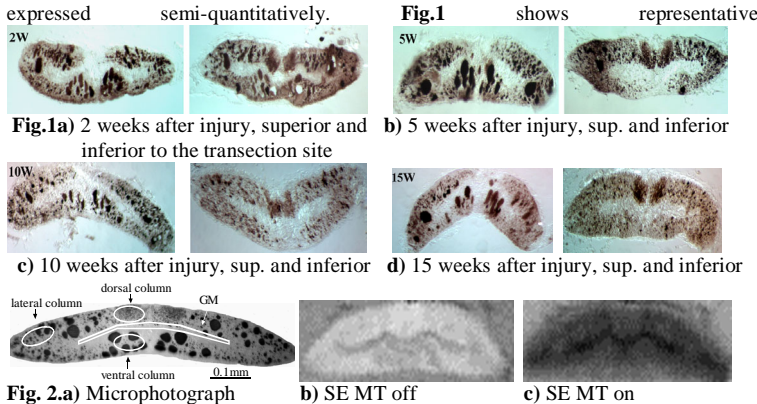 expressed semi-quantitatively. Fig.1 shows representative
2W
5W
Fig.1a) 2 weeks after injury, superior and
inferior to the transection site
b) 5 weeks after injury, sup. and inferior
10W
15W
c) 10 weeks after injury, sup. and inferior
d) 15 weeks after injury, sup. and inferior
dorsal column
lateral column
GM
ventral column
0.1mm
Fig. 2.a) Microphotograph
b) SE MT off
c) SE MT on